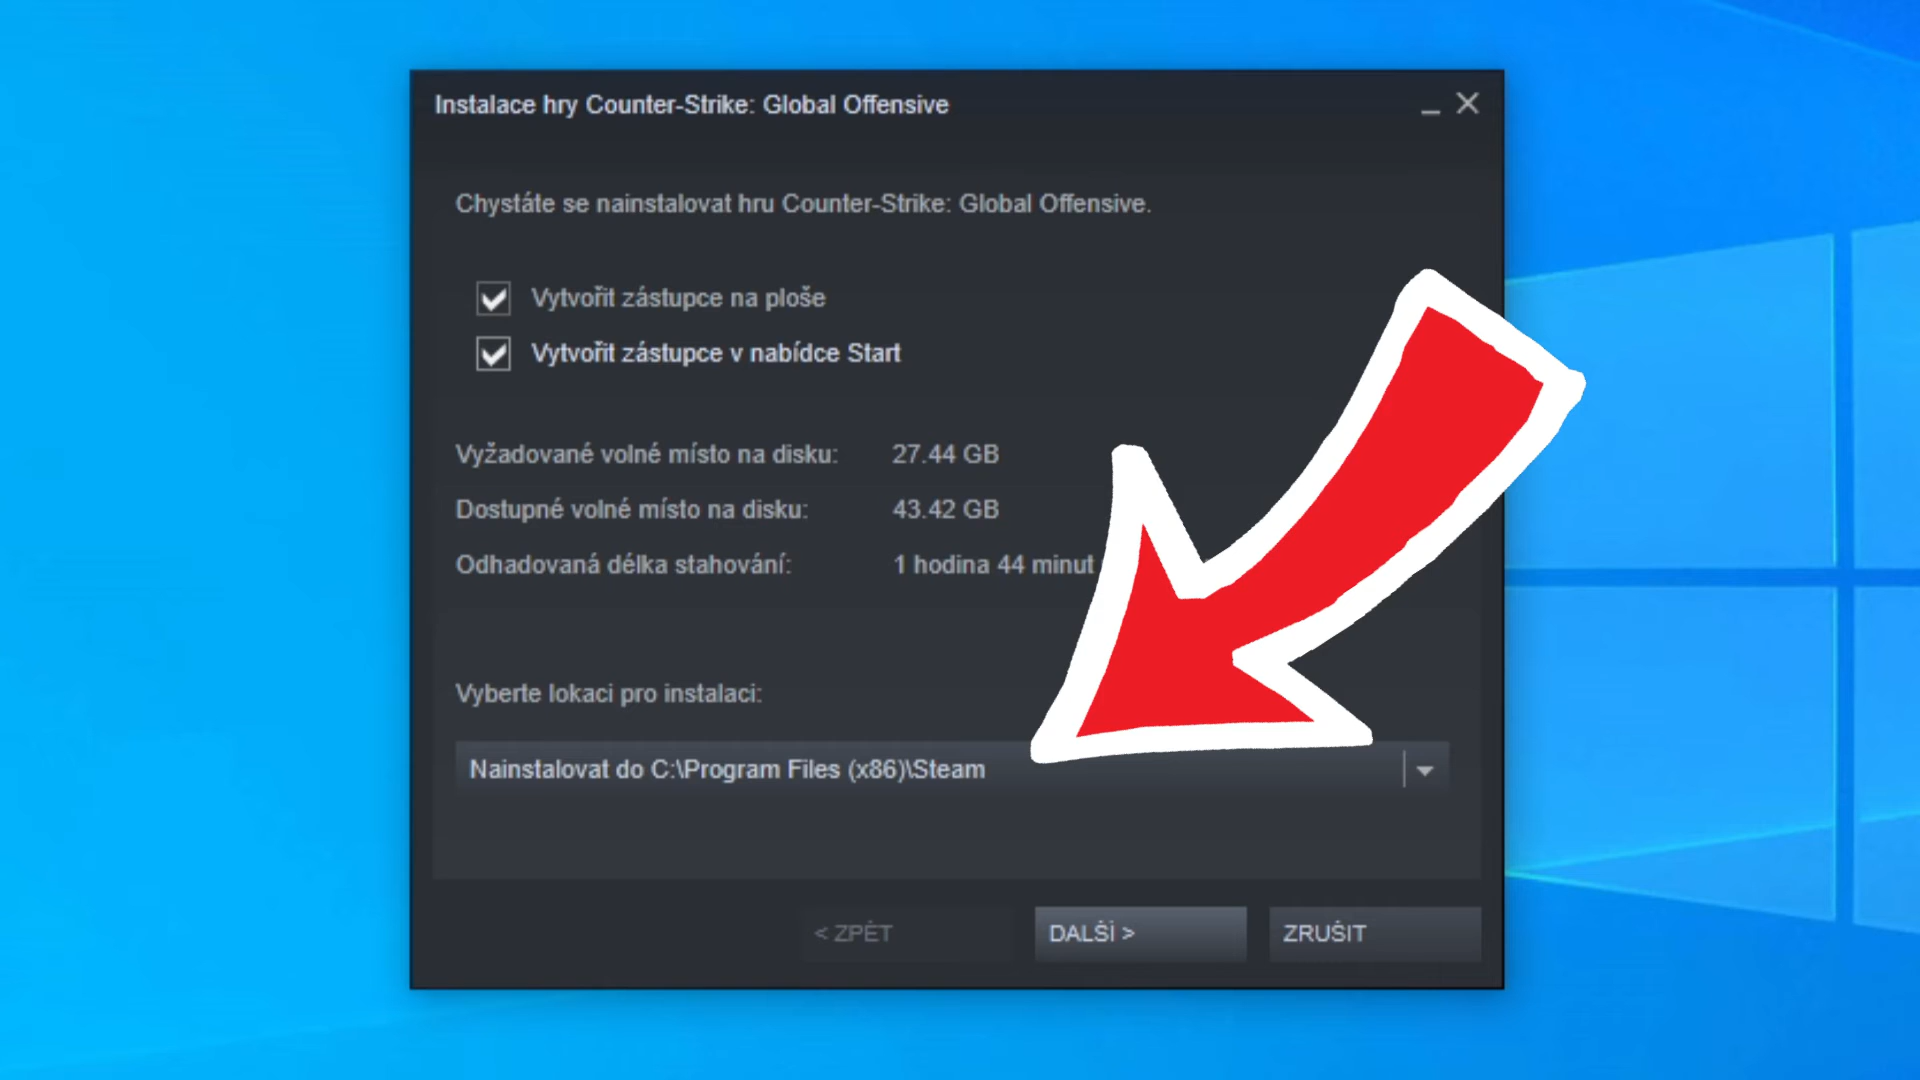 Instalace hry Counter-Strike: Global Offensive
Chystáte se nainstalovat hru Counter-Strike: Global Offensive.
Vytvořit zástupce na ploše
Vytvořit zástupce v nabídce Start
Vyžadované volné místo na disku: 27.44 GB
Dostupné volné místo na disku: 43.42 GB
Odhadovaná délka stahování: 1 hodina 44 minut
Vyberte lokaci pro instalaci:
Nainstalovat do C:\Program Files (x86)\Steam
< ZPĚT DALŠÍ > ZRUŠIT